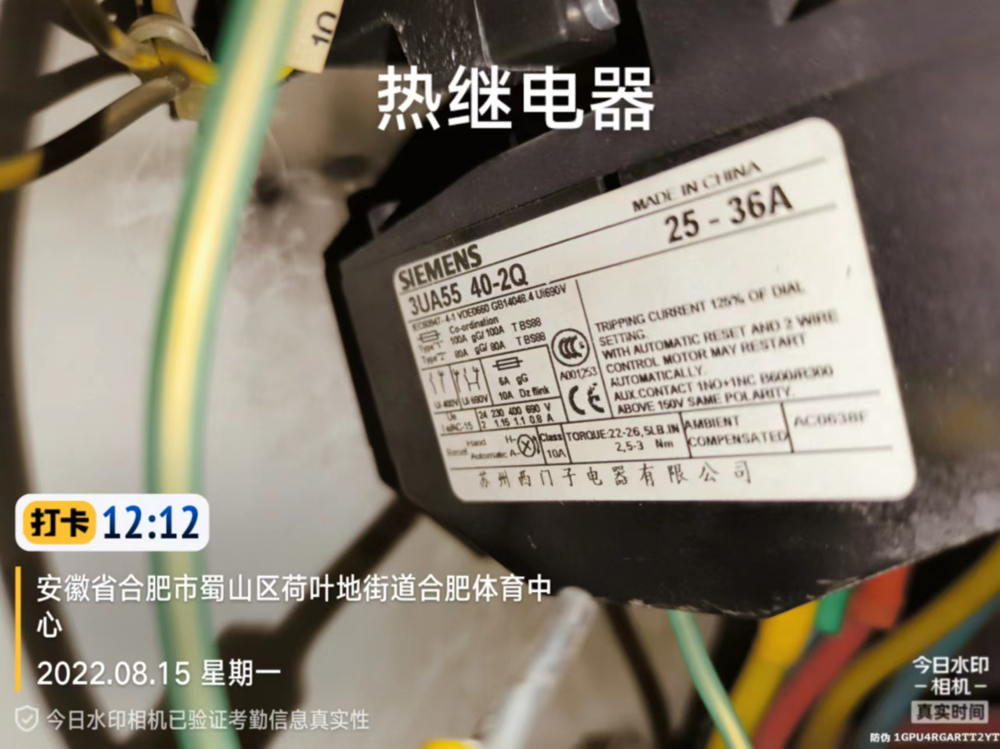 10
热继电器
MADE IN CHINA
SIEMENS
25 - 36A
3UA55 40-2Q
IEC60947-4-1 VDE0660 GB14048.4 Ui690V
Co-ordination
Type "1" 100A gG/100A T BS88
Type "2" 80A gG/ 80A T BS88
TRIPPING CURRENT 125% OF DIAL
SETTING.
WITH AUTOMATIC RESET AND 2 WIRE
CONTROL MOTOR MAY RESTART
AUTOMATICALLY.
AUX.CONTACT 1NO+1NC B600/R300
ABOVE 150V SAME POLARITY.
CCC
A001253
CE
6A gG
10A Dz flink
Ui 400V Ui 690V
Ue 24 230 400 690 V
Ie/AC-15 2 1.15 1.1 0.8 A
Reset Hand H-
Automatic A-
Class
10A
TORQUE:22-26,5LB.IN
2,5-3 Nm
AMBIENT
COMPENSATED
AC0638F
苏州西门子电器有限公司
打卡 12:12
安徽省合肥市蜀山区荷叶地街道合肥体育中
心
2022.08.15 星期一
今日水印相机已验证考勤信息真实性
今日水印
-相机-
真实时间
防伪 1GPU4RGARTT2YT